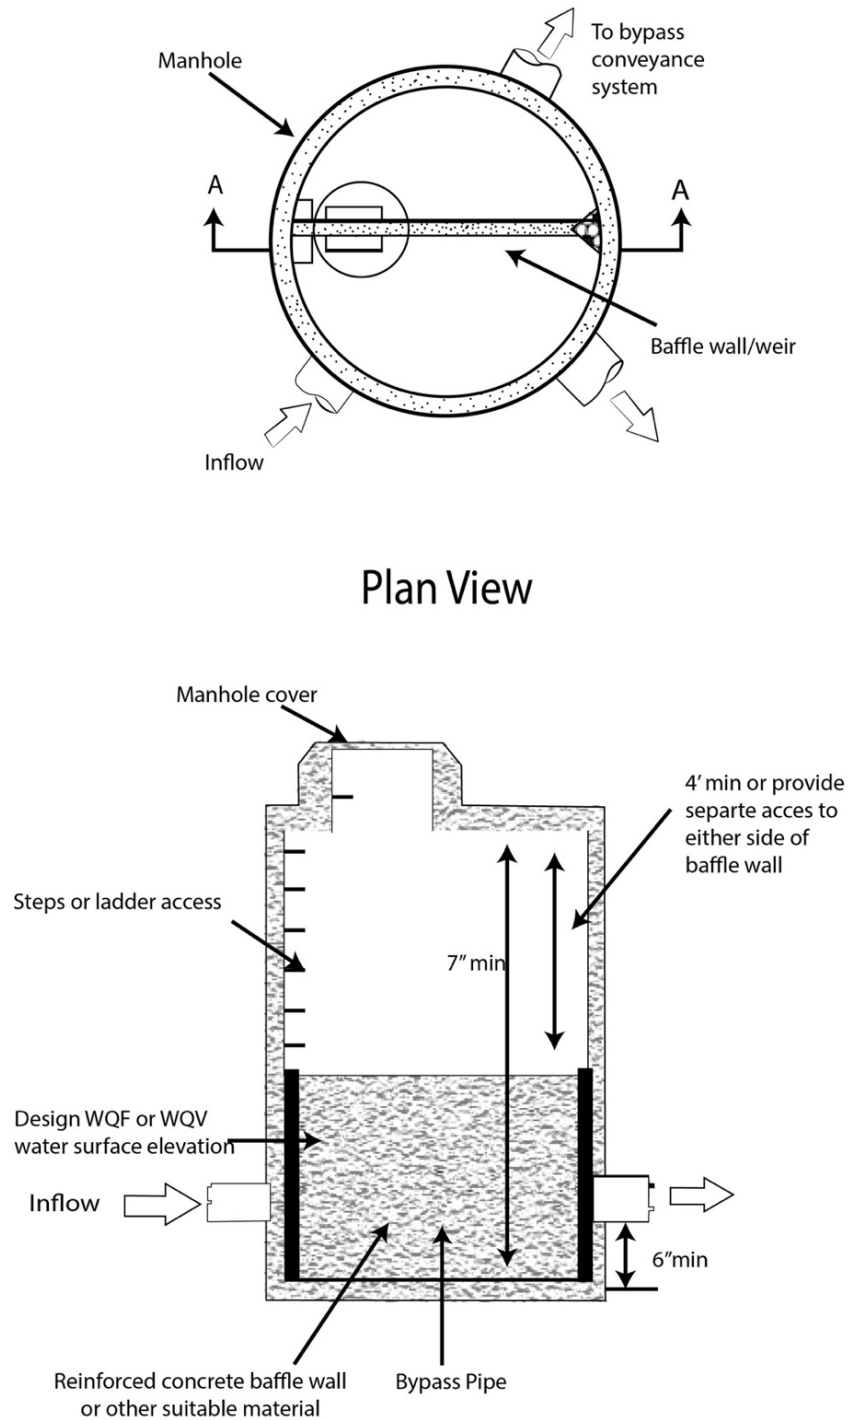 To bypass
conveyance
system
Manhole
A
A
Baffle wall/weir
Inflow
Plan View
Manhole cover
4’ min or provide
separte acces to
either side of
baffle wall
Steps or ladder access
7” min
Design WQF or WQV
water surface elevation
Inflow
6”min
Reinforced concrete baffle wall
or other suitable material
Bypass Pipe